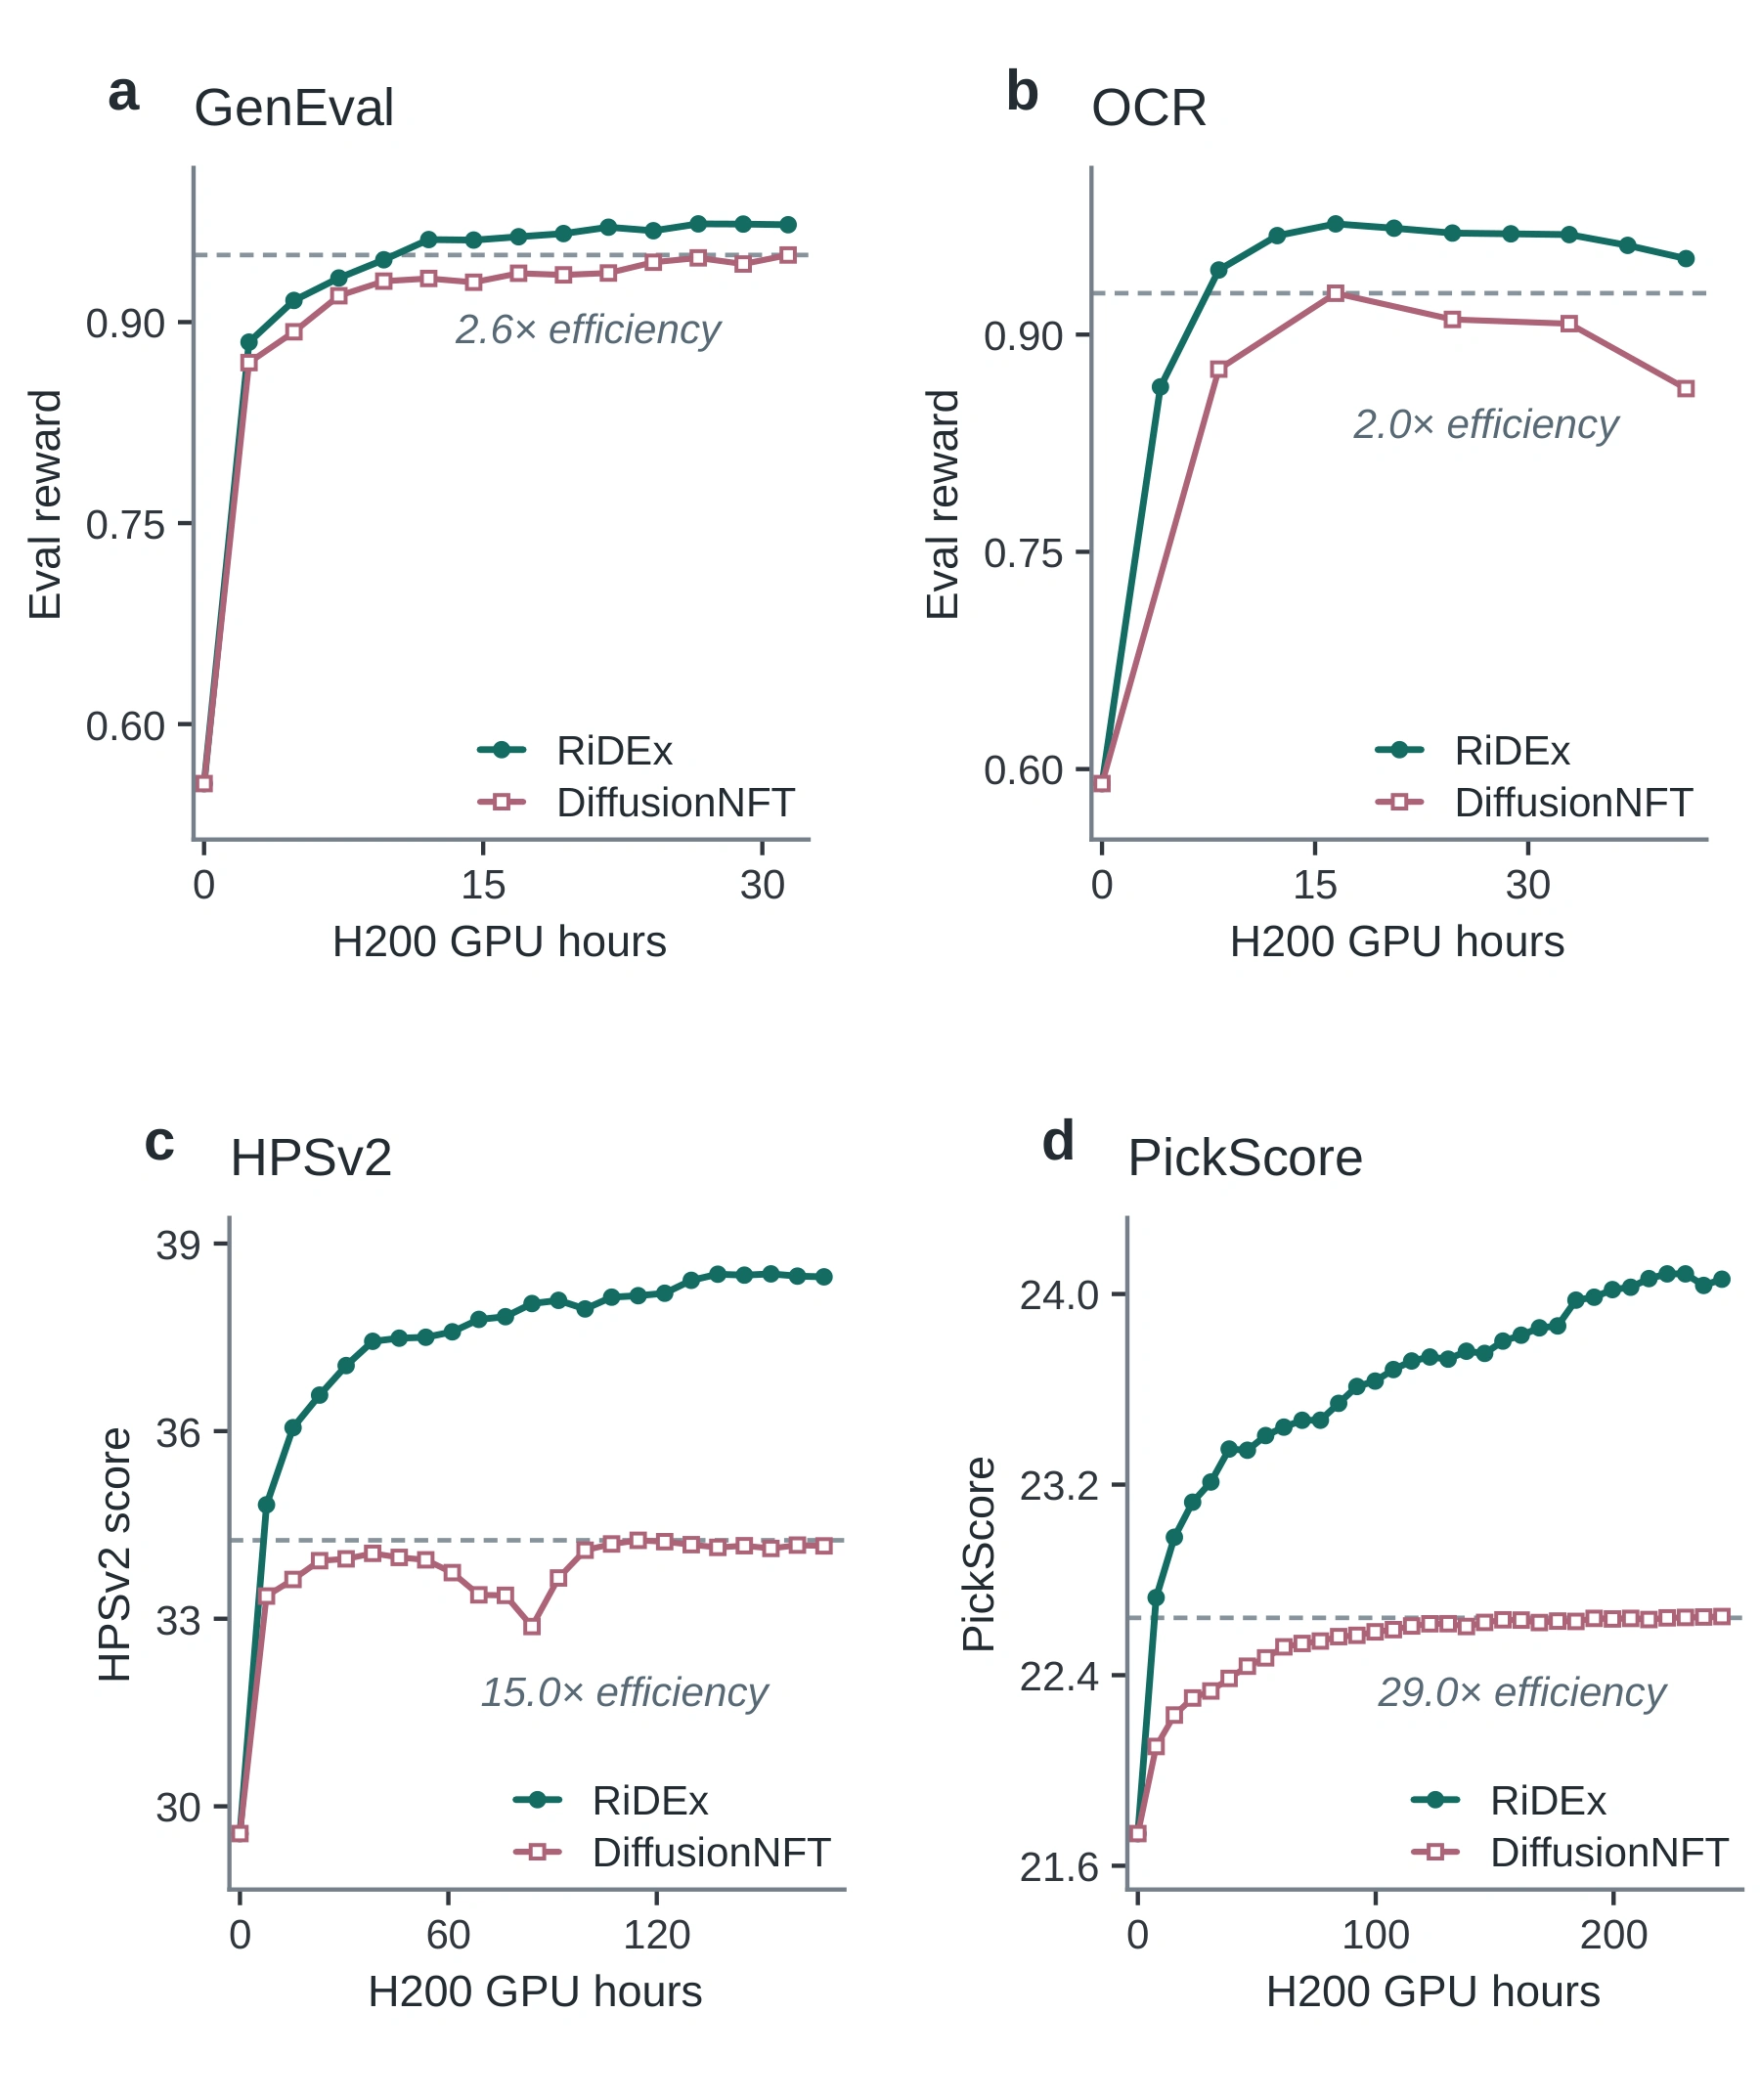 a GenEval
Eval reward
0.90
0.75
0.60
2.6× efficiency
RiDEx
DiffusionNFT
0 15 30
H200 GPU hours
b OCR
Eval reward
0.90
0.75
0.60
2.0× efficiency
RiDEx
DiffusionNFT
0 15 30
H200 GPU hours
c HPSv2
HPSv2 score
39
36
33
30
15.0× efficiency
RiDEx
DiffusionNFT
0 60 120
H200 GPU hours
d PickScore
PickScore
24.0
23.2
22.4
21.6
29.0× efficiency
RiDEx
DiffusionNFT
0 100 200
H200 GPU hours